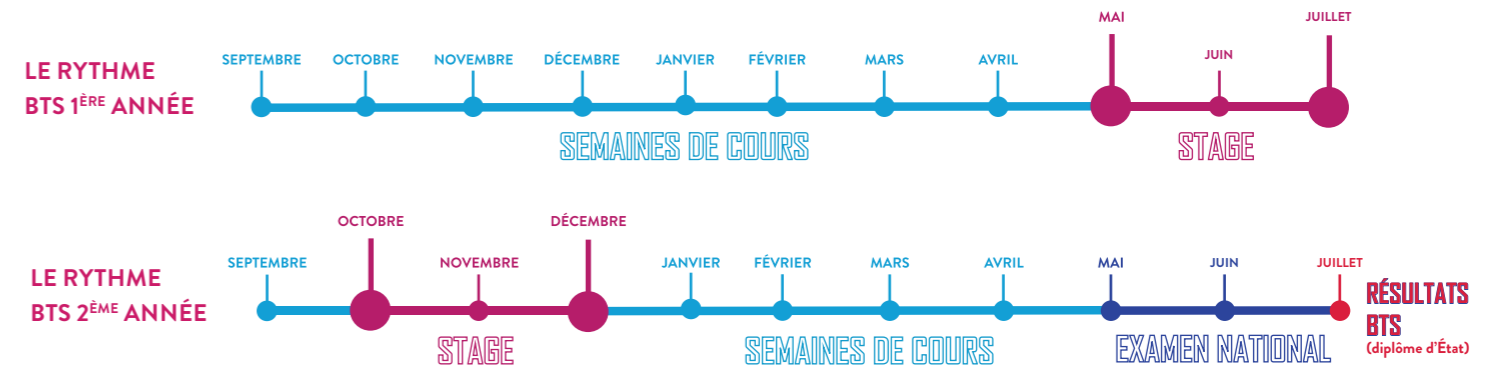 MAI JUILLET
SEPTEMBRE OCTOBRE NOVEMBRE DÉCEMBRE JANVIER FÉVRIER MARS AVRIL JUIN
LE RYTHME
BTS 1ÈRE ANNÉE
SEMAINES DE COURS STAGE
OCTOBRE DÉCEMBRE
SEPTEMBRE NOVEMBRE JANVIER FÉVRIER MARS AVRIL MAI JUIN JUILLET
LE RYTHME
BTS 2ÈME ANNÉE
RÉSULTATS
BTS
(diplôme d'État)
STAGE SEMAINES DE COURS EXAMEN NATIONAL